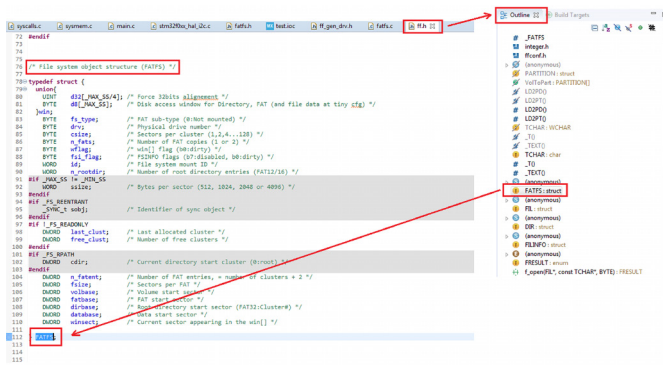 syscalls.c
sysmem.c
main.c
stm32f0xx_hal_i2c.c
fatfs.h
test.ioc
ff_gen_drv.h
fatfs.c
ff.h
72 #endif
73
74
75
76 /* File system object structure (FATFS) */
77
78 typedef struct {
79 union{
80 UINT d32[_MAX_SS/4]; /* Force 32bits alignement */
81 BYTE d8[_MAX_SS]; /* Disk access window for Directory, FAT (and file data at tiny cfg) */
82 }win;
83 BYTE fs_type; /* FAT sub-type (0:Not mounted) */
84 BYTE drv; /* Physical drive number */
85 BYTE csize; /* Sectors per cluster (1,2,4...128) */
86 BYTE n_fats; /* Number of FAT copies (1 or 2) */
87 BYTE wflag; /* win[] flag (b0:dirty) */
88 BYTE fsi_flag; /* FSINFO flags (b7:disabled, b0:dirty) */
89 WORD id; /* File system mount ID */
90 WORD n_rootdir; /* Number of root directory entries (FAT12/16) */
91 #if _MAX_SS != _MIN_SS
92 WORD ssize; /* Bytes per sector (512, 1024, 2048 or 4096) */
93 #endif
94 #if _FS_REENTRANT
95 _SYNC_t sobj; /* Identifier of sync object */
96 #endif
97 #if !_FS_READONLY
98 DWORD last_clust; /* Last allocated cluster */
99 DWORD free_clust; /* Number of free clusters */
100 #endif
101 #if _FS_RPATH
102 DWORD cdir; /* Current directory start cluster (0:root) */
103 #endif
104 DWORD n_fatent; /* Number of FAT entries, = number of clusters + 2 */
105 DWORD fsize; /* Sectors per FAT */
106 DWORD volbase; /* Volume start sector */
107 DWORD fatbase; /* FAT start sector */
108 DWORD dirbase; /* Root directory start sector (FAT32:Cluster#) */
109 DWORD database; /* Data start sector */
110 DWORD winsect; /* Current sector appearing in the win[] */
111
112 FATFS;
113
114
115
Outline
Build Targets
_FATFS
integer.h
ffconf.h
(anonymous)
PARTITION : struct
VolToPart : PARTITION[]
LD2PD()
LD2PT()
LD2PD()
LD2PT()
TCHAR : WCHAR
_T()
_TEXT()
TCHAR : char
_T()
_TEXT()
(anonymous)
FATFS : struct
(anonymous)
FIL : struct
(anonymous)
DIR : struct
(anonymous)
FILINFO : struct
(anonymous)
FRESULT : enum
f_open(FIL*, const TCHAR*, BYTE) : FRESULT